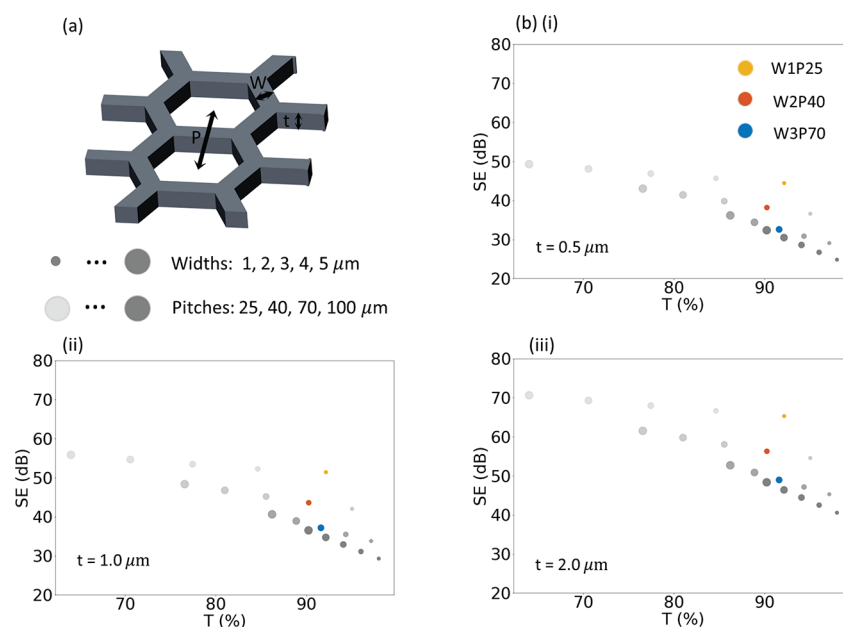 (a)
W
P
t
Widths: 1, 2, 3, 4, 5 μm
Pitches: 25, 40, 70, 100 μm
(b) (i)
80
70
60
50
40
30
20
SE (dB)
W1P25
W2P40
W3P70
t = 0.5 μm
70
80
90
T (%)
(ii)
80
70
60
50
40
30
20
SE (dB)
t = 1.0 μm
70
80
90
T (%)
(iii)
80
70
60
50
40
30
20
SE (dB)
t = 2.0 μm
70
80
90
T (%)